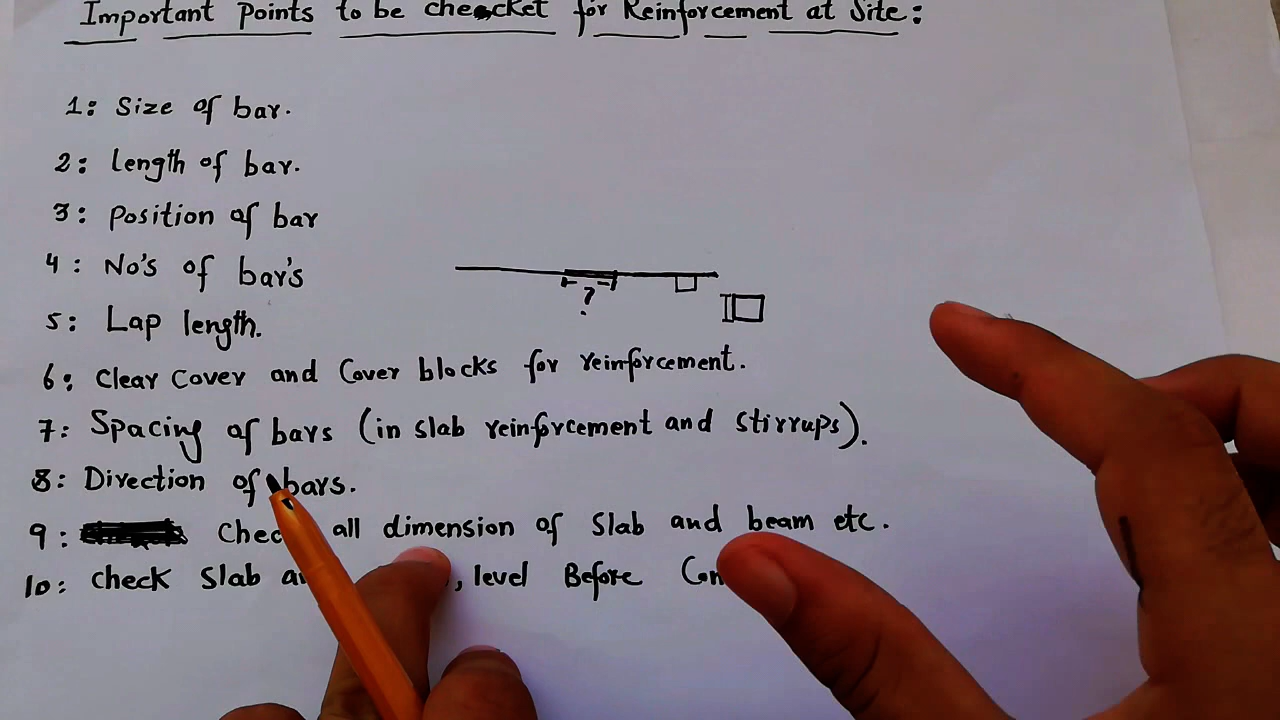 Important Points to be checket for Reinforcement at Site:
1: Size of bar.
2: length of bar.
3: Position of bar
4: No's of bar's
5: Lap length.
?
6: Clear Cover and Cover blocks for reinforcement.
7: Spacing of bars (in slab reinforcement and stirrups).
8: Direction of bars.
9: all dimension of Slab and beam etc.
10: check Slab , level Before